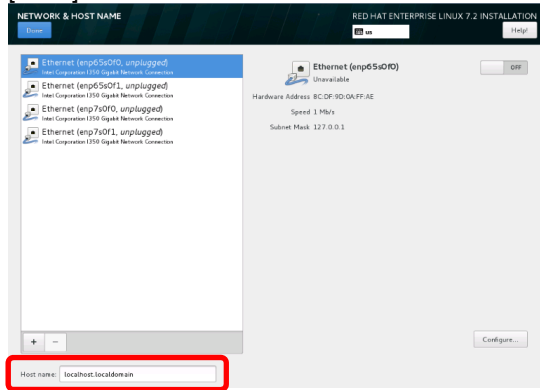 NETWORK & HOST NAME
RED HAT ENTERPRISE LINUX 7.2 INSTALLATION
Done
us
Help!
Ethernet (enp65s0f0, unplugged)
Intel Corporation I350 Gigabit Network Connection
Ethernet (enp65s0f1, unplugged)
Intel Corporation I350 Gigabit Network Connection
Ethernet (enp7s0f0, unplugged)
Intel Corporation I350 Gigabit Network Connection
Ethernet (enp7s0f1, unplugged)
Intel Corporation I350 Gigabit Network Connection
Ethernet (enp65s0f0)
Unavailable
OFF
Hardware Address 8C:DF:9D:0A:FF:AE
Speed 1 Mb/s
Subnet Mask 127.0.0.1
+ −
Configure...
Host name: localhost.localdomain